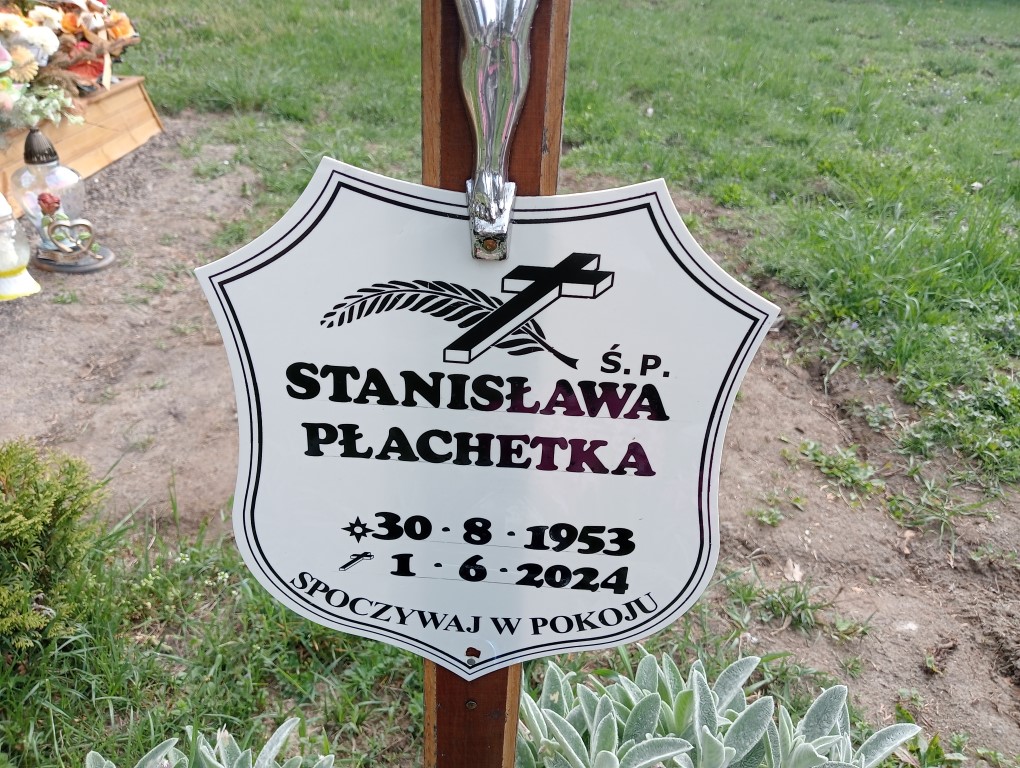 Ś.P.
STANISŁAWA
PŁACHETKA
30·8·1953
1·6·2024
SPOCZYWAJ W POKOJU